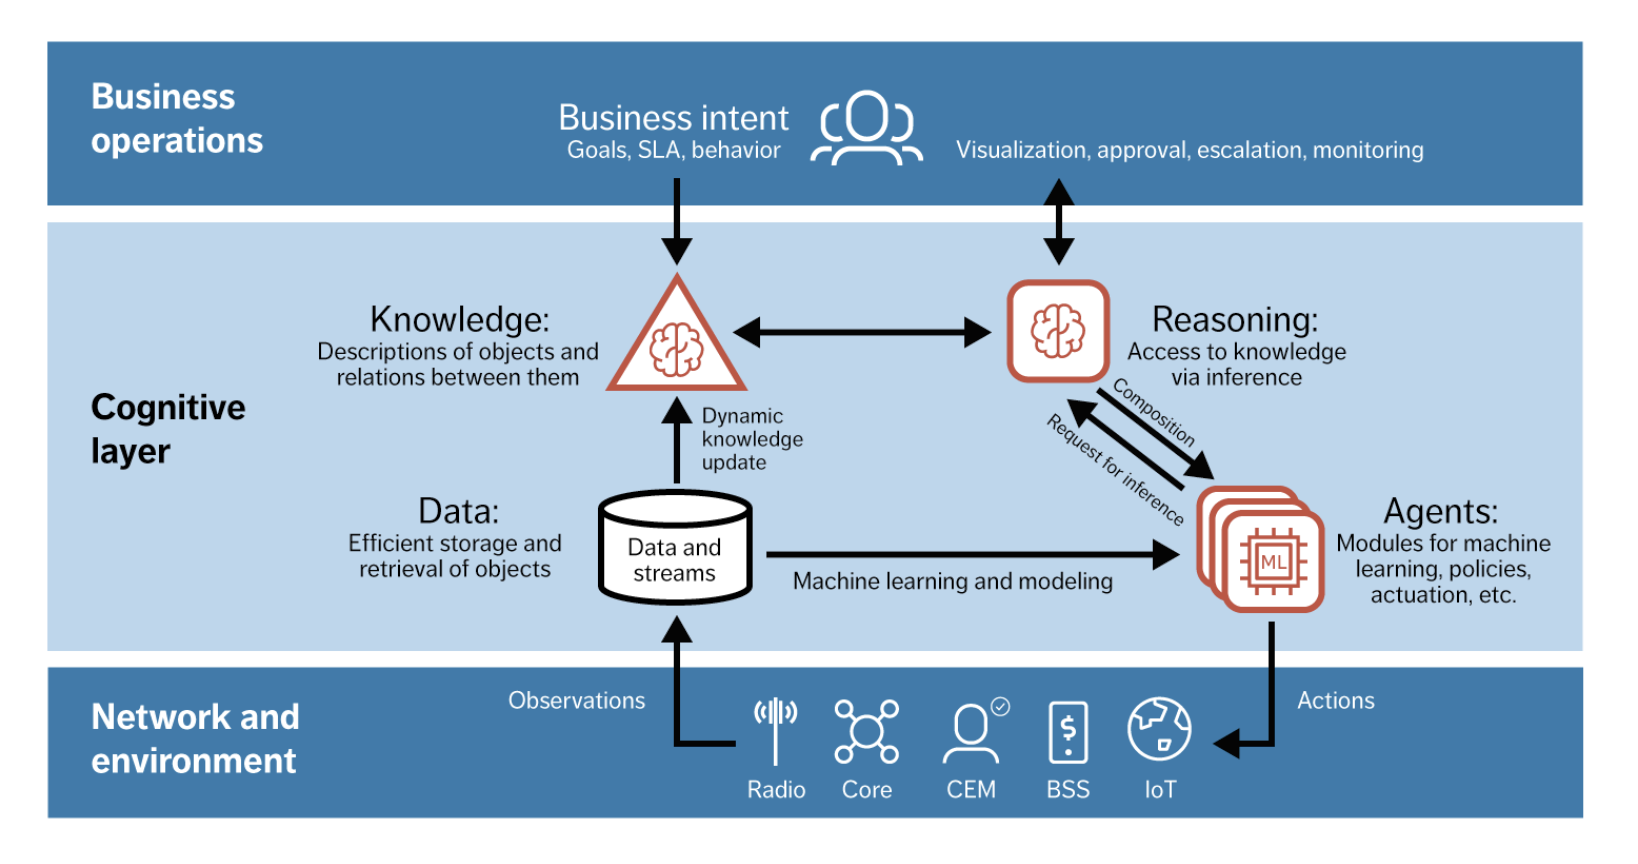 Business
operations
Business intent
Goals, SLA, behavior
Visualization, approval, escalation, monitoring
Cognitive
layer
Knowledge:
Descriptions of objects and
relations between them
Reasoning:
Access to knowledge
via inference
Dynamic
knowledge
update
Composition
Request for inference
Data:
Efficient storage and
retrieval of objects
Data and
streams
Machine learning and modeling
ML
Agents:
Modules for machine
learning, policies,
actuation, etc.
Network and
environment
Observations
$
Actions
Radio
Core
CEM
BSS
IoT